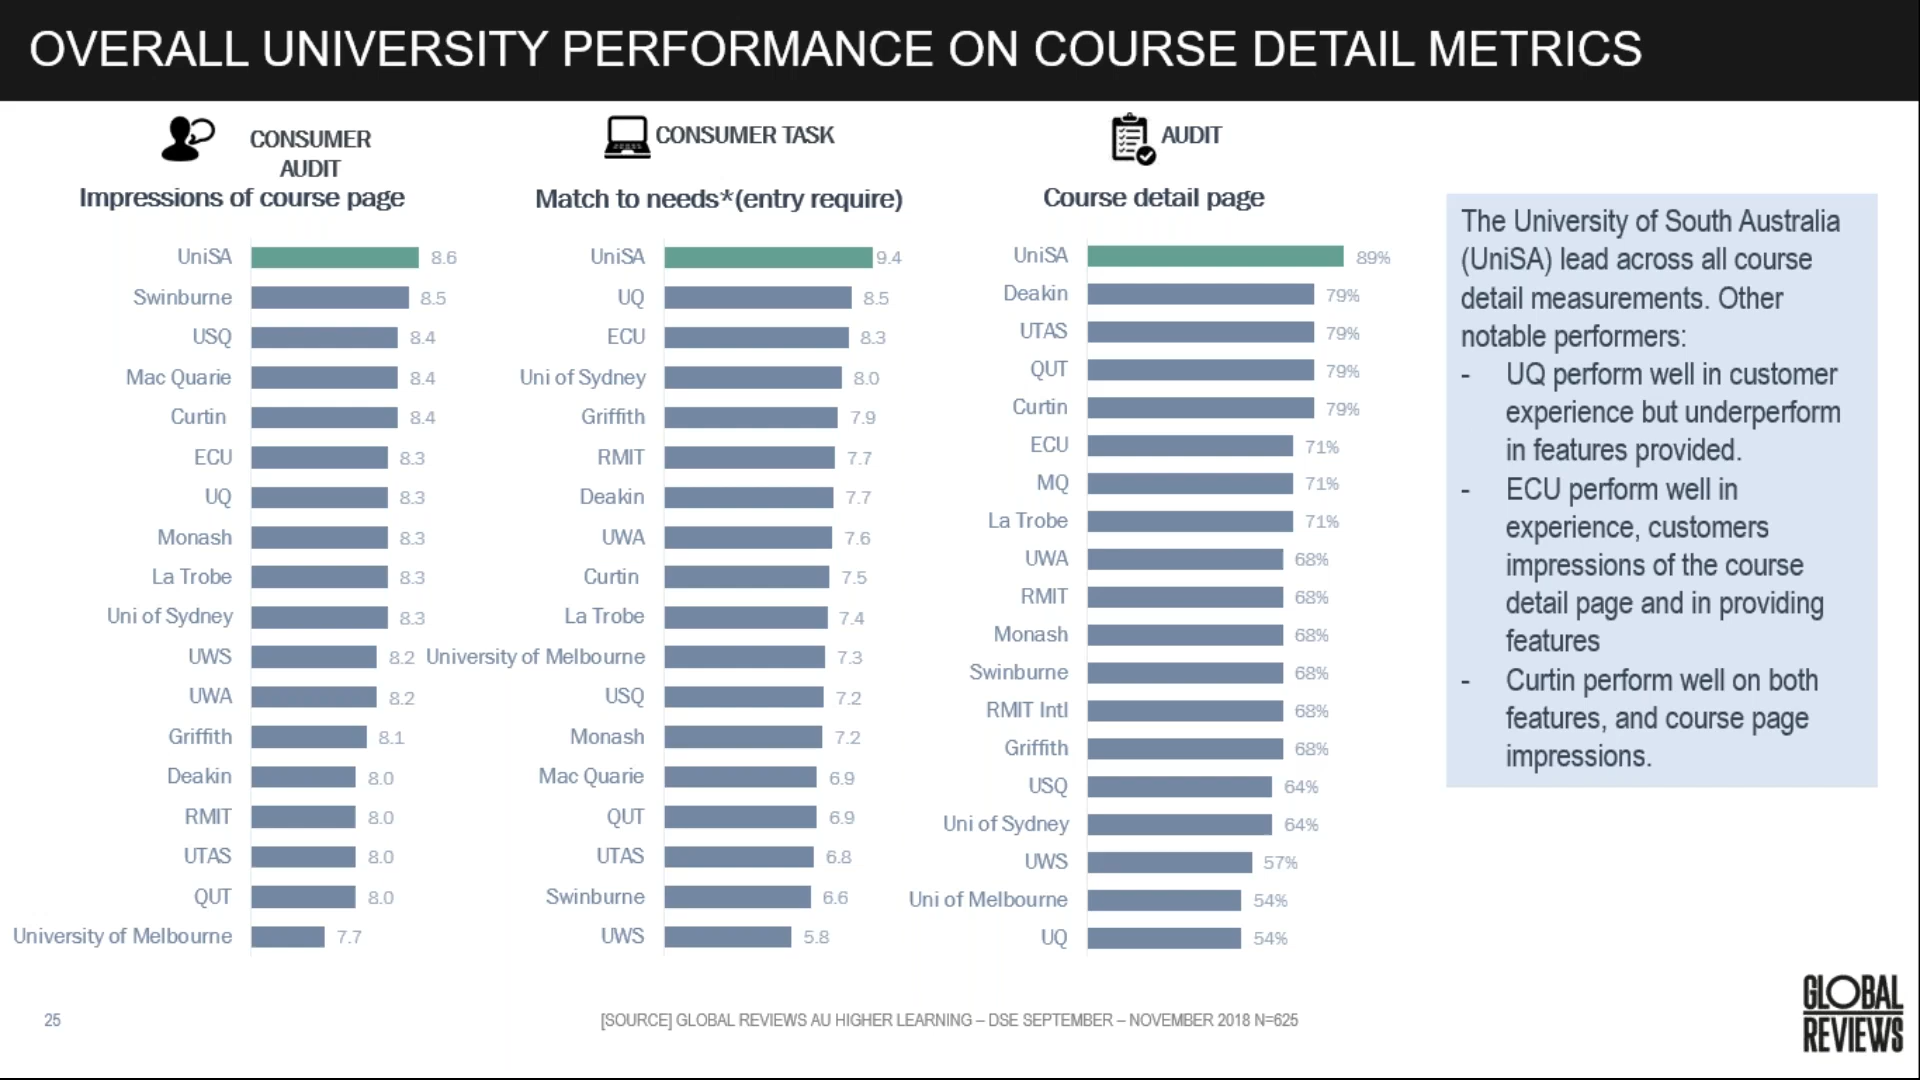 OVERALL UNIVERSITY PERFORMANCE ON COURSE DETAIL METRICS
CONSUMER
AUDIT
Impressions of course page
UniSA 8.6
Swinburne 8.5
USQ 8.4
Mac Quarie 8.4
Curtin 8.4
ECU 8.3
UQ 8.3
Monash 8.3
La Trobe 8.3
Uni of Sydney 8.3
UWS 8.2
UWA 8.2
Griffith 8.1
Deakin 8.0
RMIT 8.0
UTAS 8.0
QUT 8.0
University of Melbourne 7.7
CONSUMER TASK
Match to needs*(entry require)
UniSA 9.4
UQ 8.5
ECU 8.3
Uni of Sydney 8.0
Griffith 7.9
RMIT 7.7
Deakin 7.7
UWA 7.6
Curtin 7.5
La Trobe 7.4
University of Melbourne 7.3
USQ 7.2
Monash 7.2
Mac Quarie 6.9
QUT 6.9
UTAS 6.8
Swinburne 6.6
UWS 5.8
AUDIT
Course detail page
UniSA 89%
Deakin 79%
UTAS 79%
QUT 79%
Curtin 79%
ECU 71%
MQ 71%
La Trobe 71%
UWA 68%
RMIT 68%
Monash 68%
Swinburne 68%
RMIT Intl 68%
Griffith 68%
USQ 64%
Uni of Sydney 64%
UWS 57%
Uni of Melbourne 54%
UQ 54%
The University of South Australia
(UniSA) lead across all course
detail measurements. Other
notable performers:
- UQ perform well in customer
experience but underperform
in features provided.
- ECU perform well in
experience, customers
impressions of the course
detail page and in providing
features
- Curtin perform well on both
features, and course page
impressions.
25
[SOURCE] GLOBAL REVIEWS AU HIGHER LEARNING – DSE SEPTEMBER – NOVEMBER 2018 N=625
GLOBAL
REVIEWS